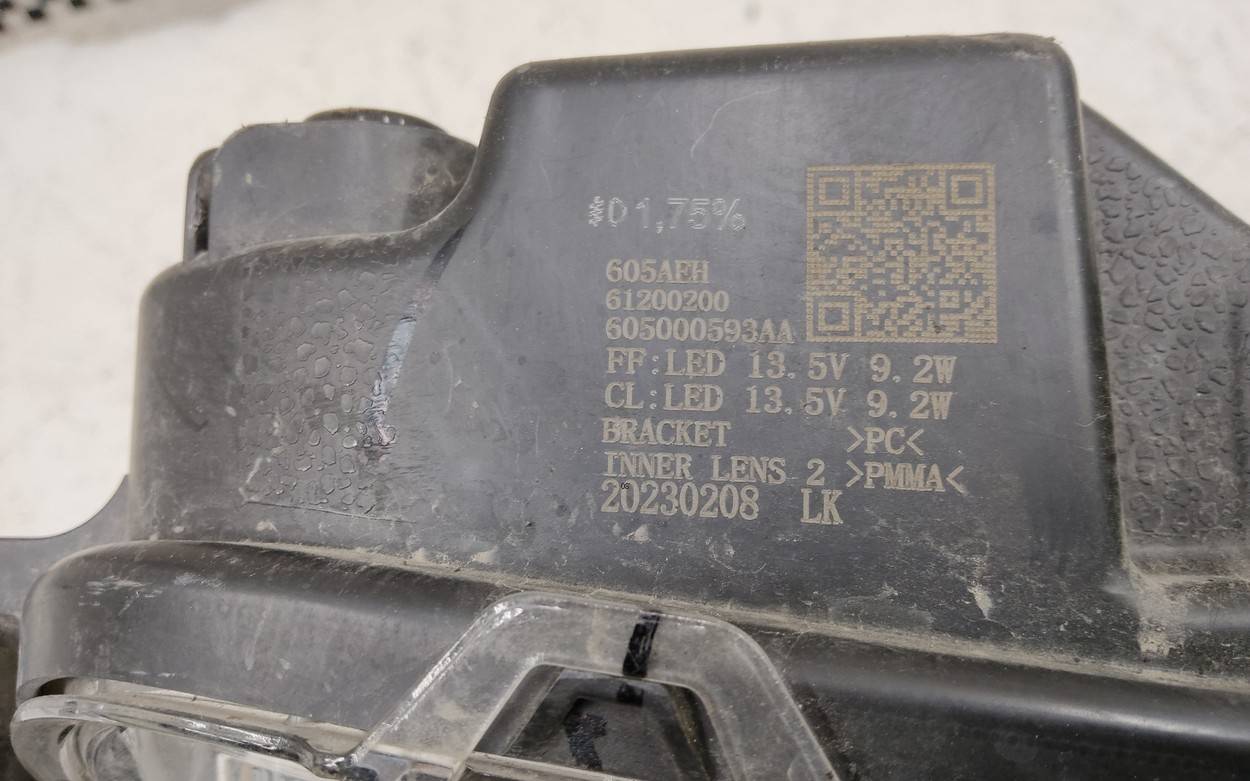 1,75%
605AEH
61200200
605000593AA
FF:LED 13.5V 9.2W
CL:LED 13.5V 9.2W
BRACKET >PC<
INNER LENS 2 >PMMA<
20230208 LK